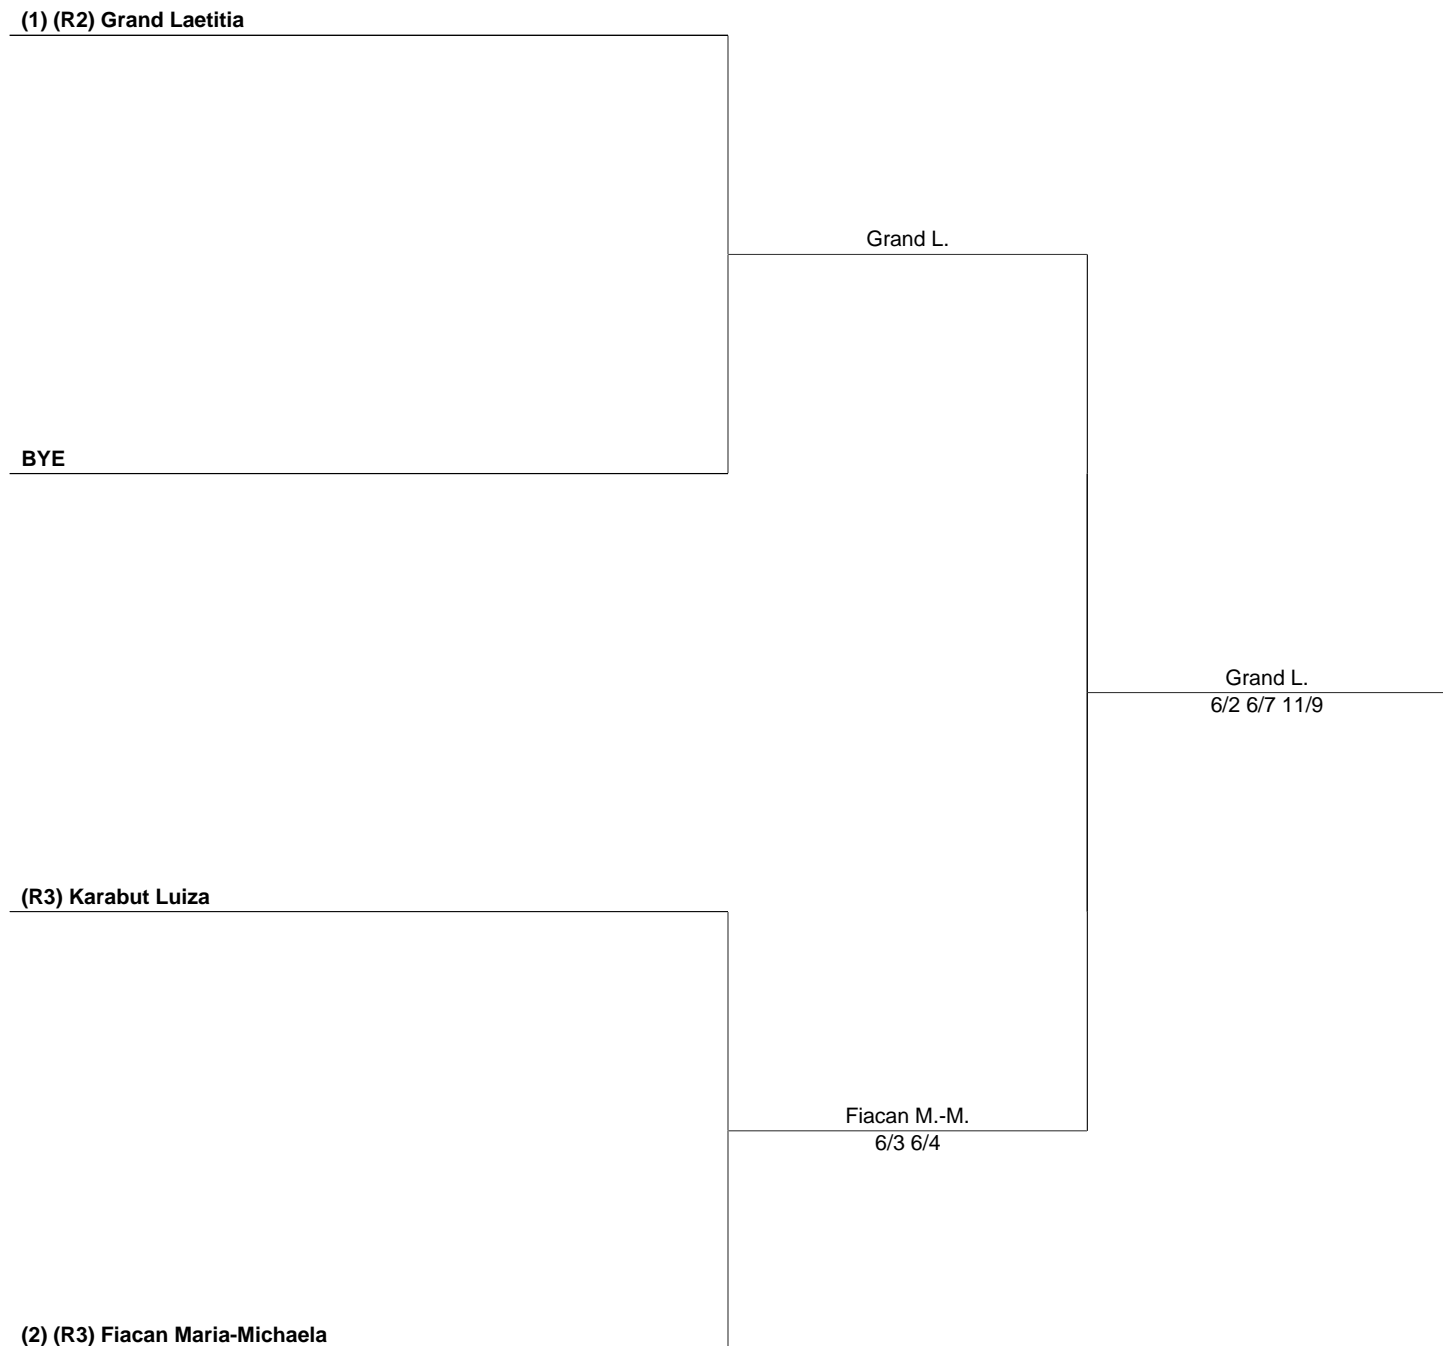 (1) (R2) Grand Laetitia
Grand L.
BYE
Grand L.
6/2 6/7 11/9
(R3) Karabut Luiza
Fiacan M.-M.
6/3 6/4
(2) (R3) Fiacan Maria-Michaela